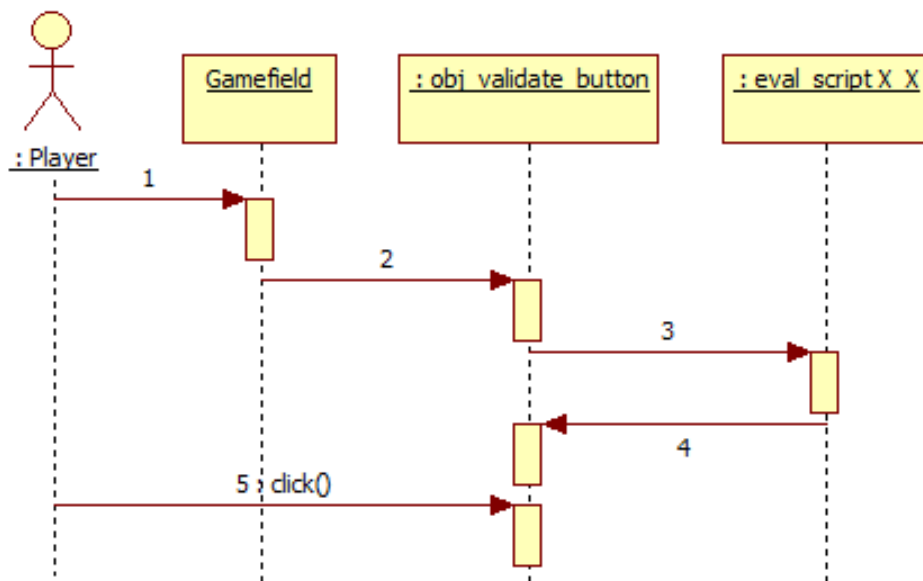 : Player
Gamefield
: obj_validate_button
: eval_script X_X
1
2
3
4
5 : click()